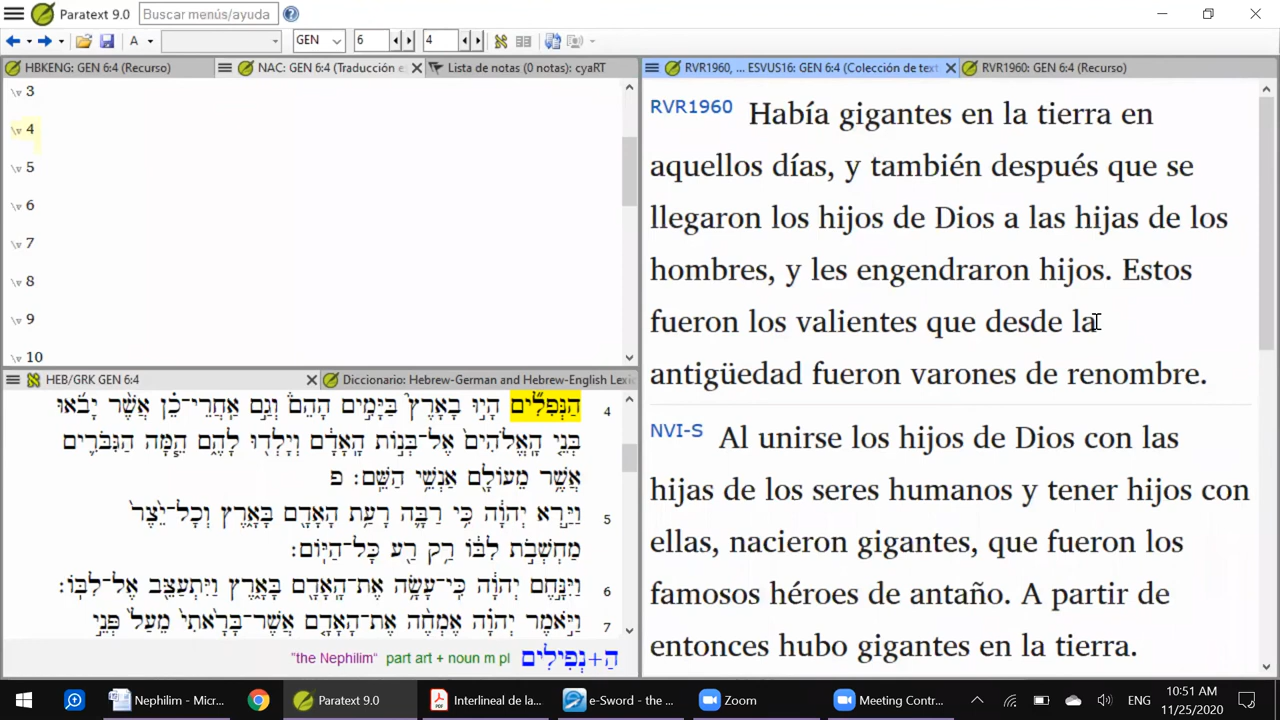 Paratext 9.0
Buscar menús/ayuda
A
GEN
6
4
HBKENG: GEN 6:4 (Recurso)
NAC: GEN 6:4 (Traducción e
Lista de notas (0 notas): cyaRT
\v 3
\v 4
\v 5
\v 6
\v 7
\v 8
\v 9
\v 10
HEB/GRK GEN 6:4
Diccionario: Hebrew-German and Hebrew-English Lexic
4 הַנְּפִלִ֞ים הָי֣וּ בָאָרֶץ֮ בַּיָּמִ֣ים הָהֵם֒ וְגַ֣ם אַֽחֲרֵי־כֵ֗ן אֲשֶׁ֨ר יָבֹ֜אוּ
בְּנֵ֤י הָֽאֱלֹהִים֙ אֶל־בְּנ֣וֹת הָֽאָדָ֔ם וְיָלְד֖וּ לָהֶ֑ם הֵ֧מָּה הַגִּבֹּרִ֛ים
אֲשֶׁ֥ר מֵעוֹלָ֖ם אַנְשֵׁ֥י הַשֵּֽׁם׃ פ
5 וַיַּ֣רְא יְהוָ֔ה כִּ֥י רַבָּ֛ה רָעַ֥ת הָאָדָ֖ם בָּאָ֑רֶץ וְכָל־יֵ֙צֶר֙
מַחְשְׁבֹ֣ת לִבּ֔וֹ רַ֥ק רַ֖ע כָּל־הַיּֽוֹם׃
6 וַיִּנָּ֣חֶם יְהוָ֔ה כִּֽי־עָשָׂ֥ה אֶת־הָֽאָדָ֖ם בָּאָ֑רֶץ וַיִּתְעַצֵּ֖ב אֶל־לִבּֽוֹ׃
7 וַיֹּ֣אמֶר יְהוָ֗ה אֶמְחֶ֨ה אֶת־הָאָדָ֤ם אֲשֶׁר־בָּרָ֙אתִי֙ מֵעַל֙ פְּנֵ֣י
"the Nephilim" part art + noun m pl הַ+נְפִילִים
RVR1960, ... ESVUS16: GEN 6:4 (Colección de text
RVR1960: GEN 6:4 (Recurso)
RVR1960 Había gigantes en la tierra en
aquellos días, y también después que se
llegaron los hijos de Dios a las hijas de los
hombres, y les engendraron hijos. Estos
fueron los valientes que desde la
antigüedad fueron varones de renombre.
NVI-S Al unirse los hijos de Dios con las
hijas de los seres humanos y tener hijos con
ellas, nacieron gigantes, que fueron los
famosos héroes de antaño. A partir de
entonces hubo gigantes en la tierra.
Nephilim - Micr...
Paratext 9.0
Interlineal de la...
e-Sword - the ...
Zoom
Meeting Contr...
ENG
10:51 AM
11/25/2020